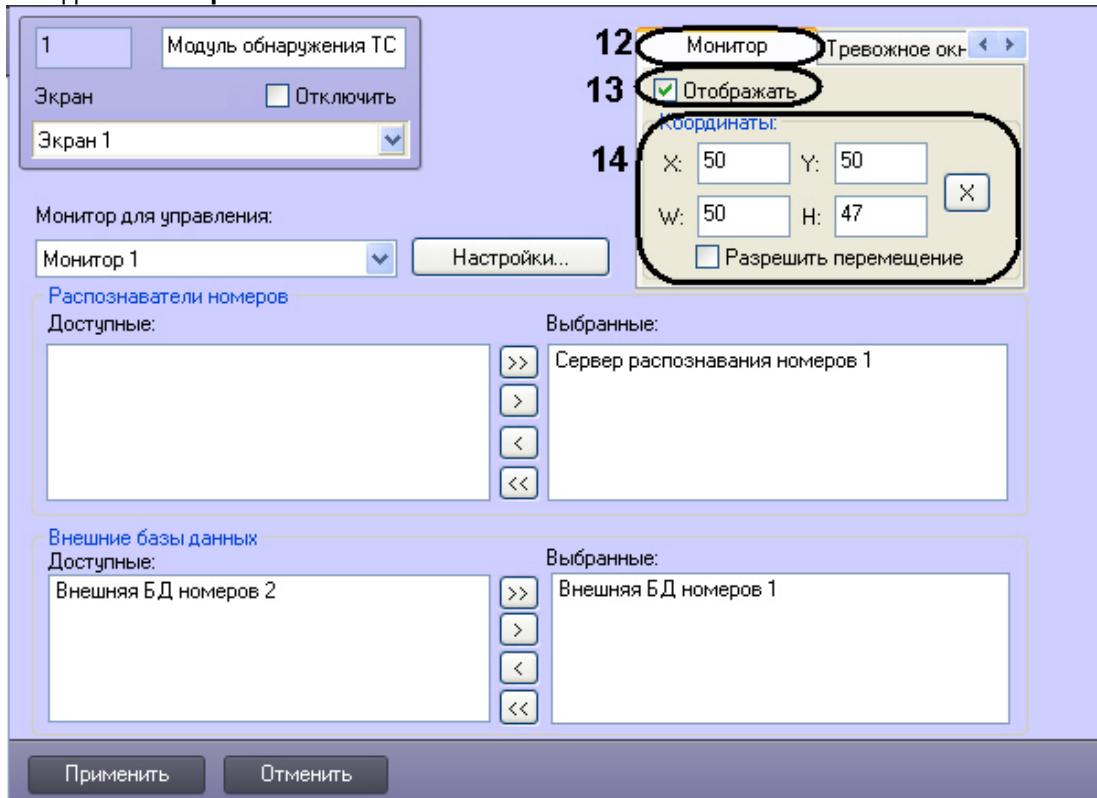 1
Модуль обнаружения ТС
Экран
Отключить
Экран 1
Монитор для управления:
Монитор 1
Настройки...
12
Монитор
Тревожное окн
13
Отображать
Координаты:
14
X: 50 Y: 50
X
W: 50 H: 47
Разрешить перемещение
Распознаватели номеров
Доступные: Выбранные:
Сервер распознавания номеров 1
>>
>
<
<<
Внешние базы данных
Доступные: Выбранные:
Внешняя БД номеров 2
>>
>
<
<<
Внешняя БД номеров 1
Применить Отменить